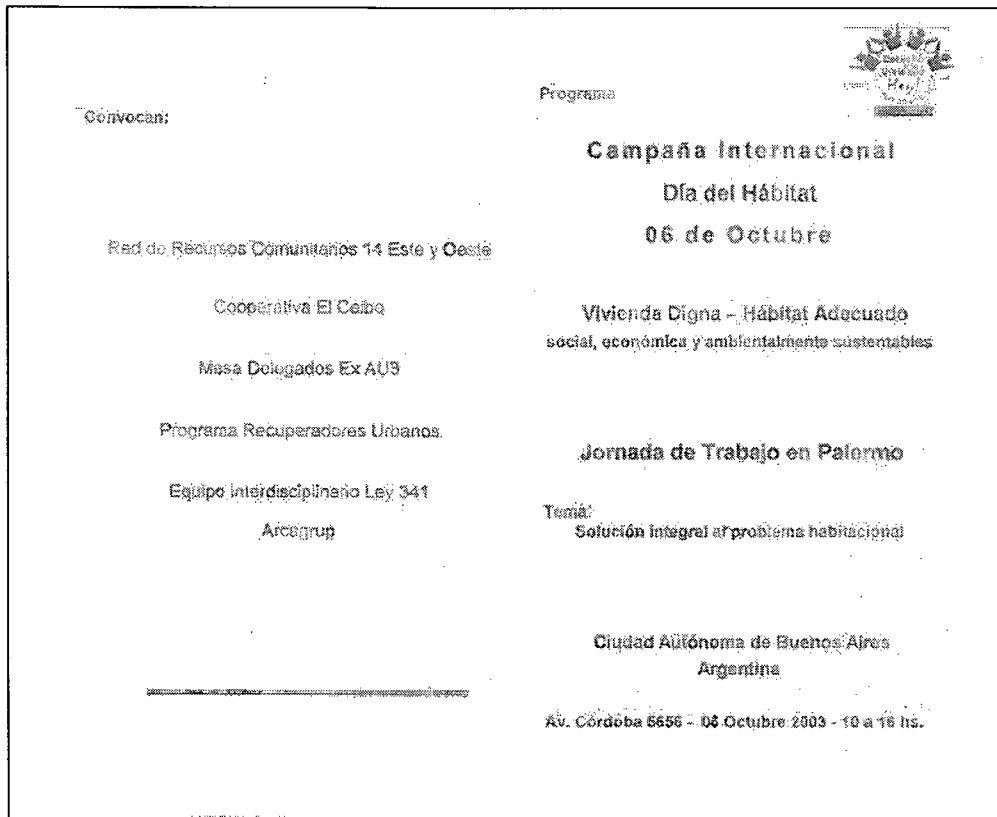 Convocan:
Red de Recursos Comunitarios 14 Este y Oeste
Cooperativa El Ceibo
Mesa Delegados Ex AU3
Programa Recuperadores Urbanos.
Equipo Interdisciplinario Ley 341
Arcagrup
Programa
Campaña Internacional
Día del Hábitat
06 de Octubre
Vivienda Digna – Hábitat Adecuado
social, económica y ambientalmente sustentables
Jornada de Trabajo en Palermo
Tema:
Solución integral al problema habitacional
Ciudad Autónoma de Buenos Aires
Argentina
Av. Córdoba 5656 - 06 Octubre 2003 - 10 a 16 hs.